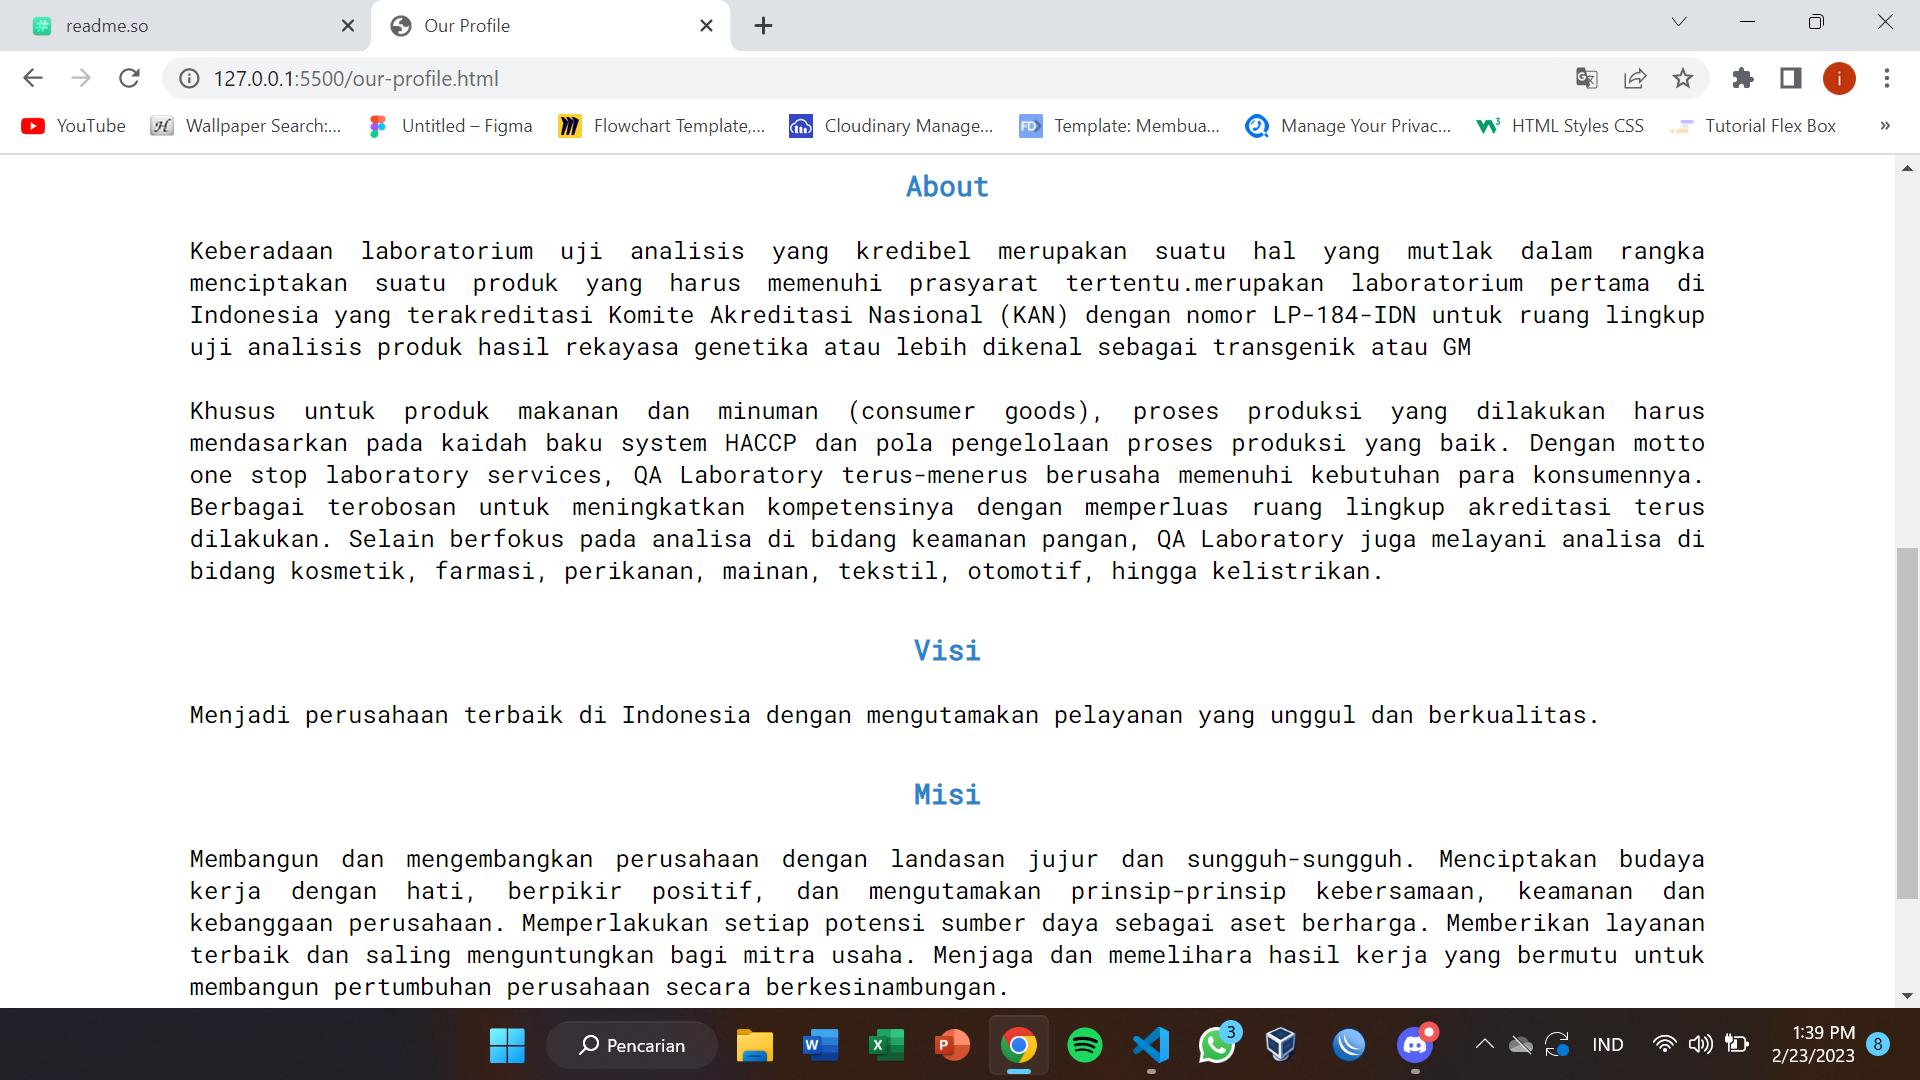 readme.so
Our Profile
127.0.0.1:5500/our-profile.html
i
YouTube
Wallpaper Search:...
Untitled – Figma
Flowchart Template,...
Cloudinary Manage...
FD
Template: Membua...
Manage Your Privac...
HTML Styles CSS
Tutorial Flex Box
»
About
Keberadaan laboratorium uji analisis yang kredibel merupakan suatu hal yang mutlak dalam rangka
menciptakan suatu produk yang harus memenuhi prasyarat tertentu.merupakan laboratorium pertama di
Indonesia yang terakreditasi Komite Akreditasi Nasional (KAN) dengan nomor LP-184-IDN untuk ruang lingkup
uji analisis produk hasil rekayasa genetika atau lebih dikenal sebagai transgenik atau GM
Khusus untuk produk makanan dan minuman (consumer goods), proses produksi yang dilakukan harus
mendasarkan pada kaidah baku system HACCP dan pola pengelolaan proses produksi yang baik. Dengan motto
one stop laboratory services, QA Laboratory terus-menerus berusaha memenuhi kebutuhan para konsumennya.
Berbagai terobosan untuk meningkatkan kompetensinya dengan memperluas ruang lingkup akreditasi terus
dilakukan. Selain berfokus pada analisa di bidang keamanan pangan, QA Laboratory juga melayani analisa di
bidang kosmetik, farmasi, perikanan, mainan, tekstil, otomotif, hingga kelistrikan.
Visi
Menjadi perusahaan terbaik di Indonesia dengan mengutamakan pelayanan yang unggul dan berkualitas.
Misi
Membangun dan mengembangkan perusahaan dengan landasan jujur dan sungguh-sungguh. Menciptakan budaya
kerja dengan hati, berpikir positif, dan mengutamakan prinsip-prinsip kebersamaan, keamanan dan
kebanggaan perusahaan. Memperlakukan setiap potensi sumber daya sebagai aset berharga. Memberikan layanan
terbaik dan saling menguntungkan bagi mitra usaha. Menjaga dan memelihara hasil kerja yang bermutu untuk
membangun pertumbuhan perusahaan secara berkesinambungan.
Pencarian
3
IND
1:39 PM
2/23/2023
8